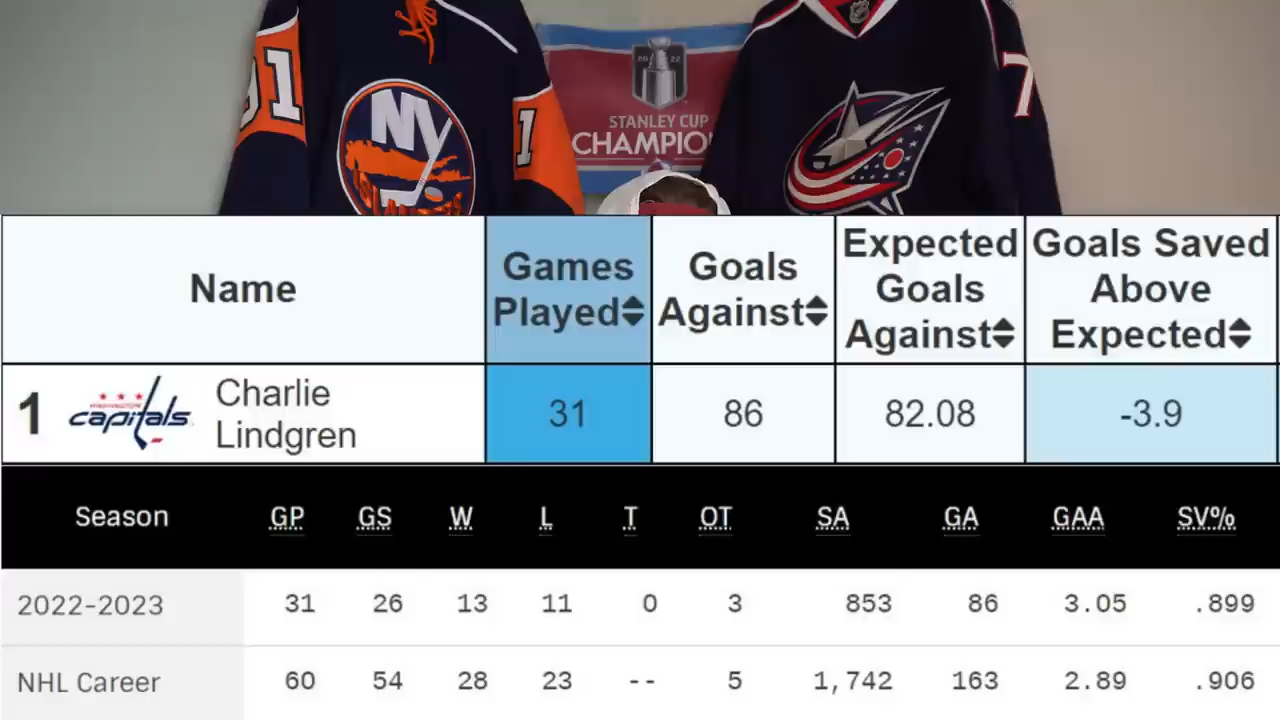 91
NY
1
7
2022
STANLEY CUP
CHAMPIO
Name
Games Played
Goals Against
Expected Goals Against
Goals Saved Above Expected
1 capitals Charlie Lindgren 31 86 82.08 -3.9
Season GP GS W L T OT SA GA GAA SV%
2022-2023 31 26 13 11 0 3 853 86 3.05 .899
NHL Career 60 54 28 23 -- 5 1,742 163 2.89 .906